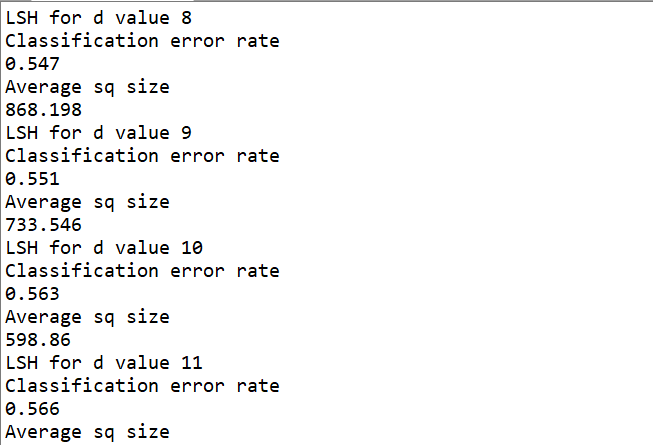 LSH for d value 8
Classification error rate
0.547
Average sq size
868.198
LSH for d value 9
Classification error rate
0.551
Average sq size
733.546
LSH for d value 10
Classification error rate
0.563
Average sq size
598.86
LSH for d value 11
Classification error rate
0.566
Average sq size